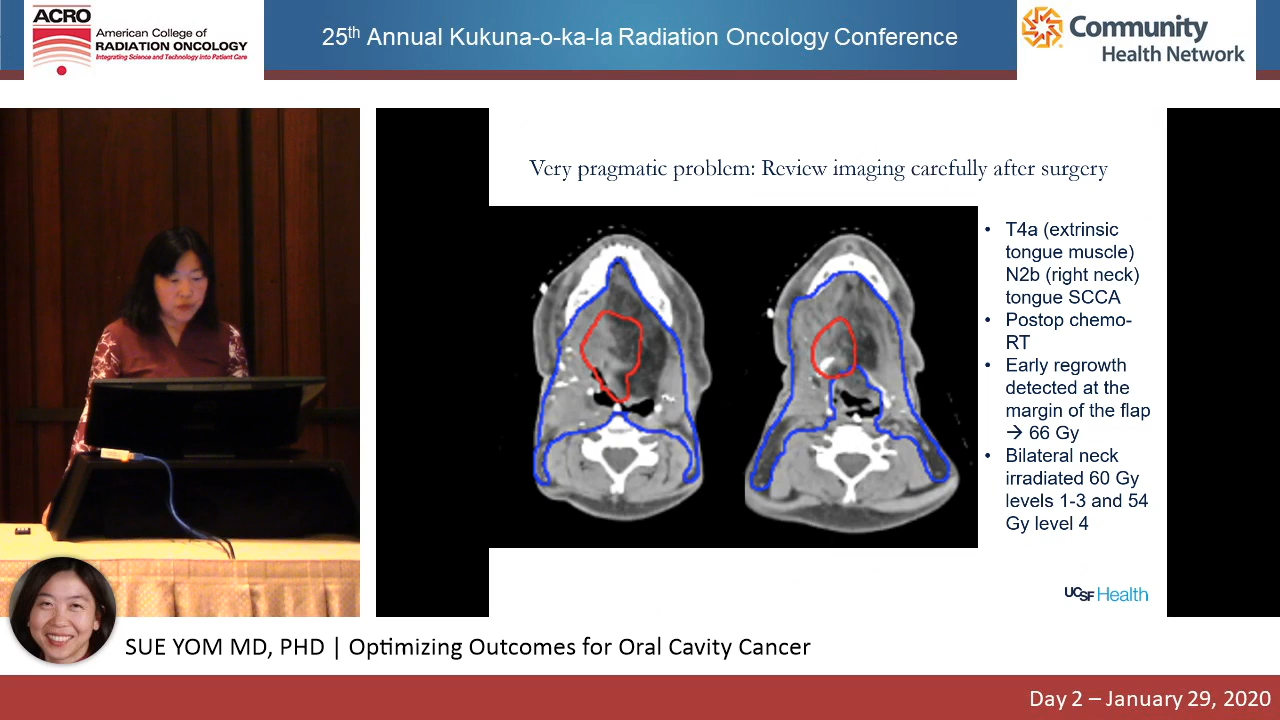 ACRO
American College of
RADIATION ONCOLOGY
Integrating Science and Technology Into Patient Care
25th Annual Kukuna-o-ka-la Radiation Oncology Conference
Community
Health Network
Very pragmatic problem: Review imaging carefully after surgery
• T4a (extrinsic
tongue muscle)
N2b (right neck)
tongue SCCA
• Postop chemo-
RT
• Early regrowth
detected at the
margin of the flap
→ 66 Gy
• Bilateral neck
irradiated 60 Gy
levels 1-3 and 54
Gy level 4
UCSF Health
SUE YOM MD, PHD | Optimizing Outcomes for Oral Cavity Cancer
Day 2 – January 29, 2020